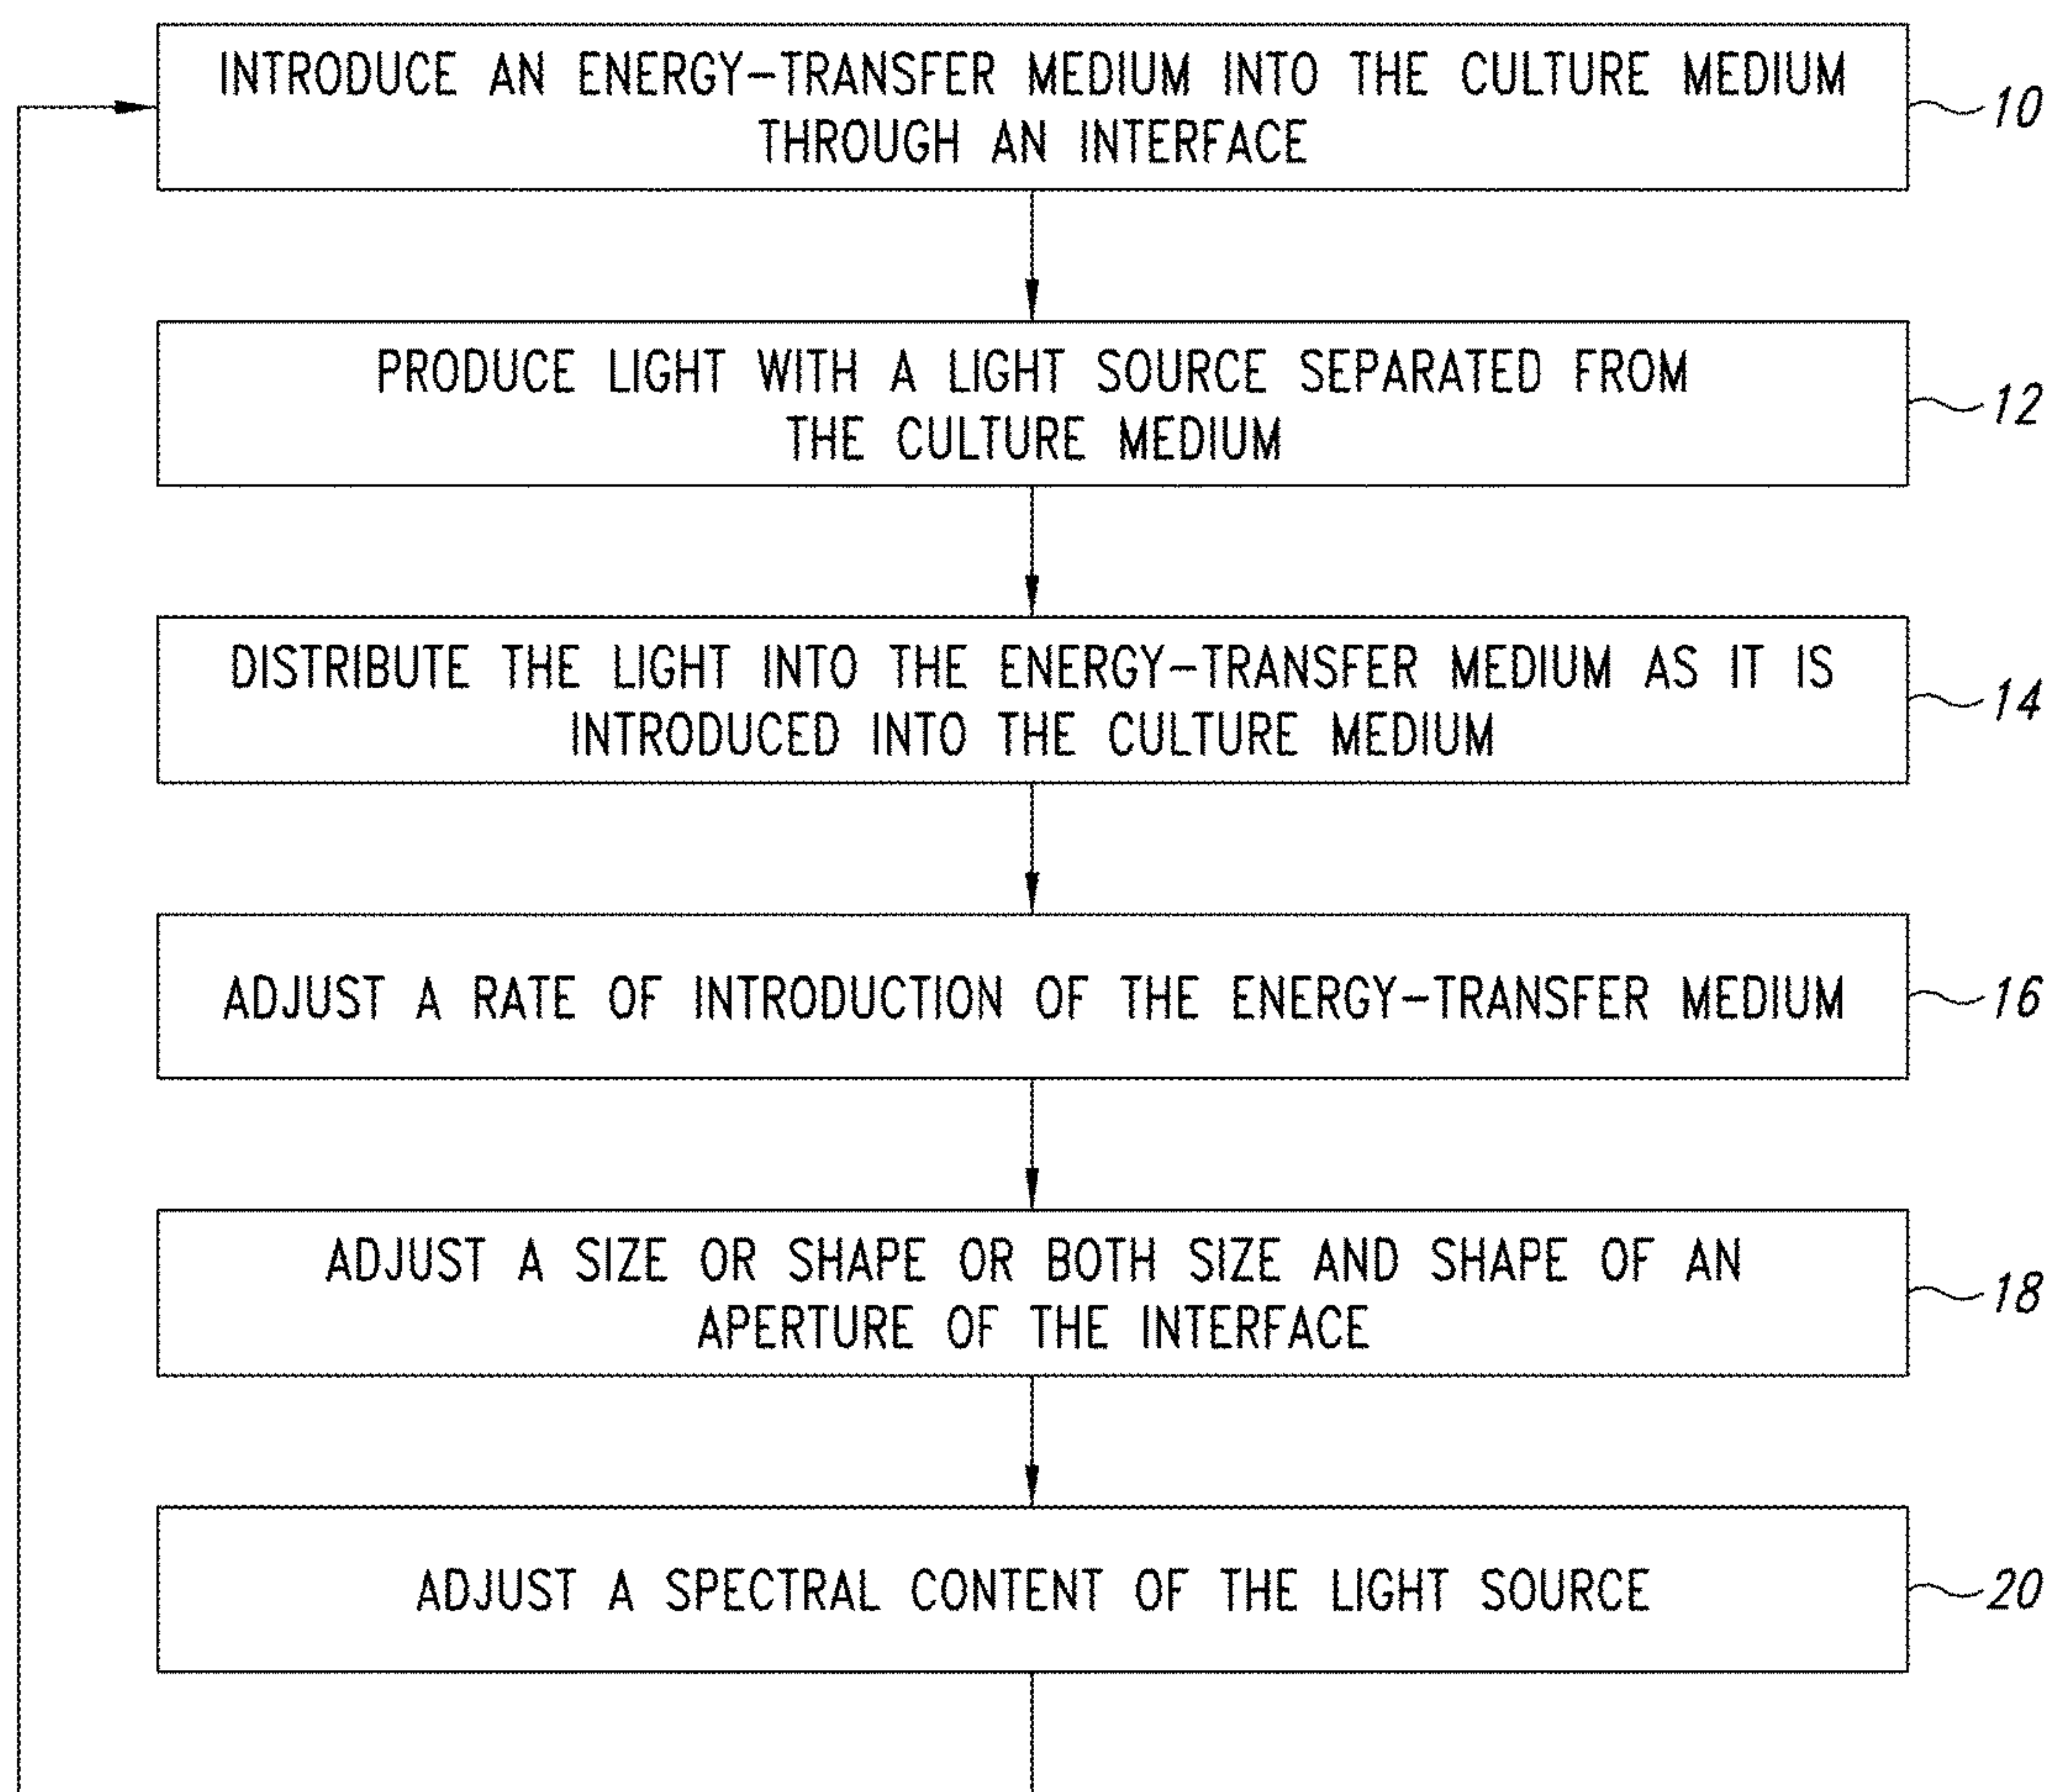 INTRODUCE AN ENERGY-TRANSFER MEDIUM INTO THE CULTURE MEDIUM
THROUGH AN INTERFACE
10
PRODUCE LIGHT WITH A LIGHT SOURCE SEPARATED FROM
THE CULTURE MEDIUM
12
DISTRIBUTE THE LIGHT INTO THE ENERGY-TRANSFER MEDIUM AS IT IS
INTRODUCED INTO THE CULTURE MEDIUM
14
ADJUST A RATE OF INTRODUCTION OF THE ENERGY-TRANSFER MEDIUM
16
ADJUST A SIZE OR SHAPE OR BOTH SIZE AND SHAPE OF AN
APERTURE OF THE INTERFACE
18
ADJUST A SPECTRAL CONTENT OF THE LIGHT SOURCE
20